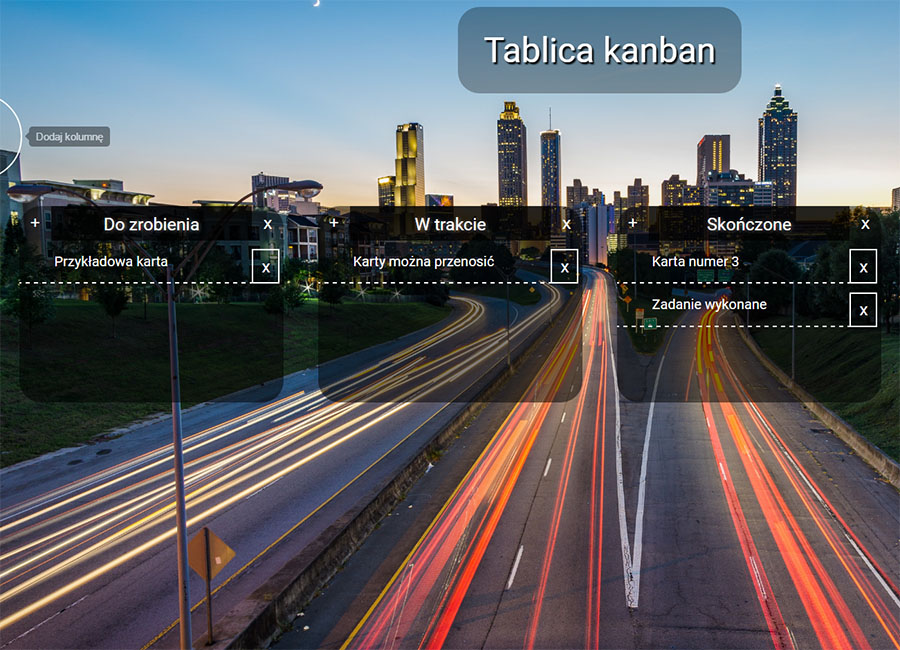 Tablica kanban
Dodaj kolumnę
+ Do zrobienia x
Przykładowa karta x
+ W trakcie x
Karty można przenosić x
+ Skończone x
Karta numer 3 x
Zadanie wykonane x